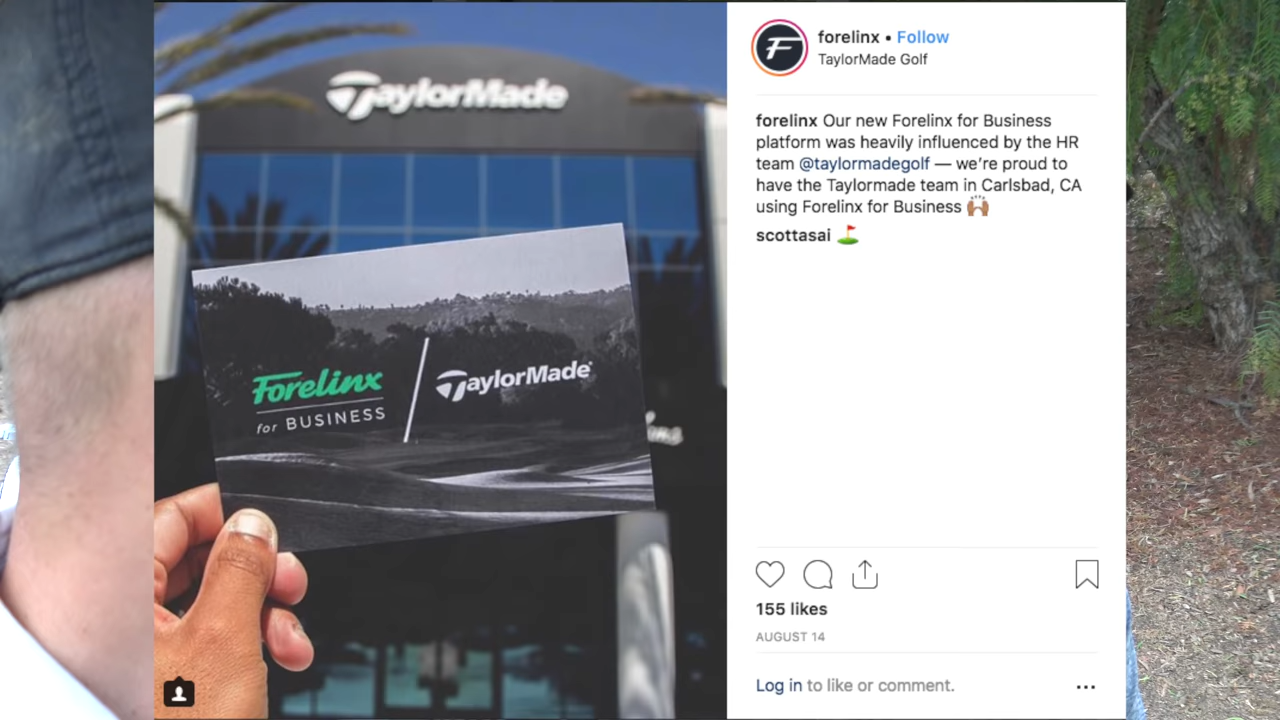 TaylorMade
Forelinx
for BUSINESS
TaylorMade
forelinx • Follow
TaylorMade Golf
forelinx Our new Forelinx for Business
platform was heavily influenced by the HR
team @taylormadegolf — we’re proud to
have the Taylormade team in Carlsbad, CA
using Forelinx for Business 🙌🏽
scottasai ⛳
155 likes
AUGUST 14
Log in to like or comment.